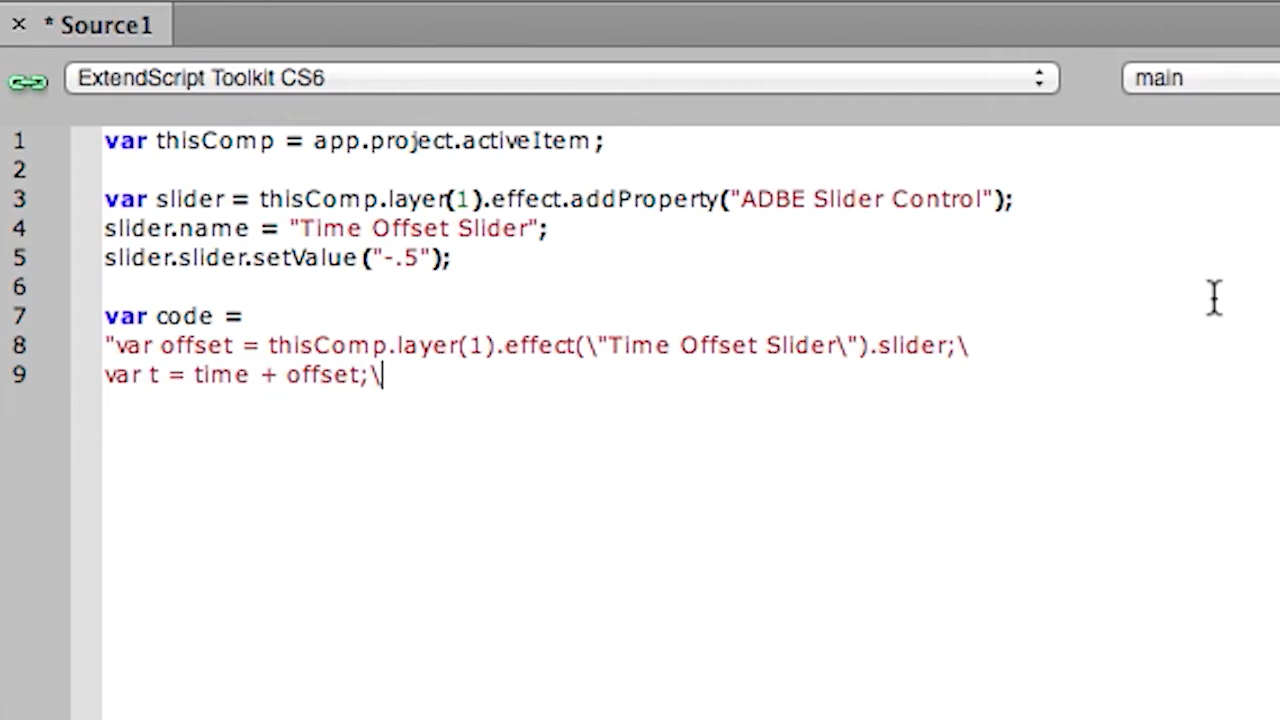 × * Source1
ExtendScript Toolkit CS6 main
1 var thisComp = app.project.activeItem;
2
3 var slider = thisComp.layer(1).effect.addProperty("ADBE Slider Control");
4 slider.name = "Time Offset Slider";
5 slider.slider.setValue("-.5");
6
7 var code =
8 "var offset = thisComp.layer(1).effect(\"Time Offset Slider\").slider;\
9 var t = time + offset;\